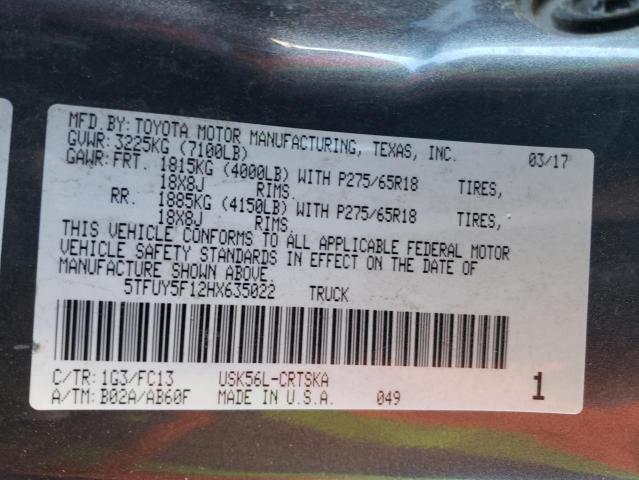 MFD.BY: TOYOTA MOTOR MANUFACTURING, TEXAS, INC. 03/17
GVWR: 3225KG (7100LB)
GAWR: FRT. 1815KG (4000LB) WITH P275/65R18 TIRES,
18X8J RIMS
RR. 1885KG (4150LB) WITH P275/65R18 TIRES,
18X8J RIMS.
THIS VEHICLE CONFORMS TO ALL APPLICABLE FEDERAL MOTOR
VEHICLE SAFETY STANDARDS IN EFFECT ON THE DATE OF
MANUFACTURE SHOWN ABOVE
5TFUY5F12HX635022 TRUCK
C/TR: 1G3/FC13 USK56L-CRTSKA
A/TM: B02A/AB60F MADE IN U.S.A. 049 1